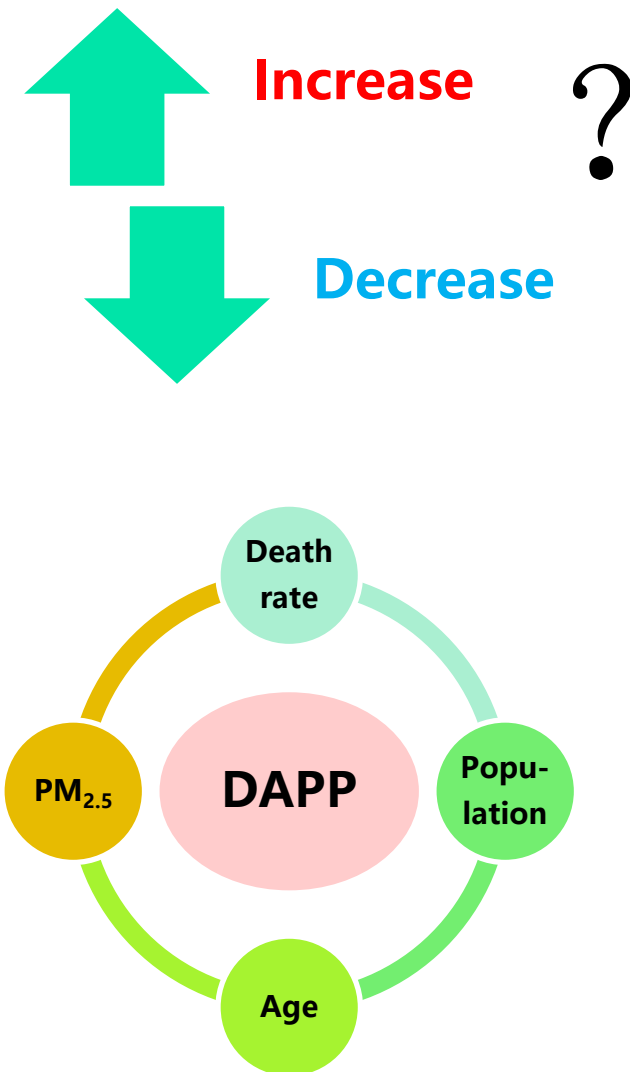 Increase
?
Decrease
Death
rate
PM₂.₅
DAPP
Popu-
lation
Age